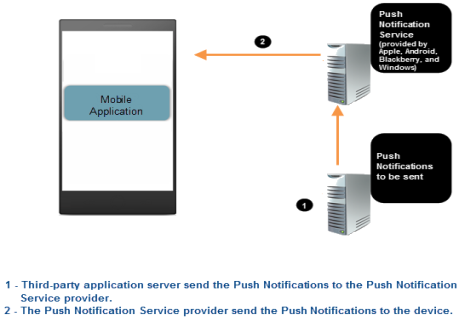 Push
Notification
Service
(provided by
Apple, Android,
Blackberry, and
Windows)
2
Mobile
Application
Push
Notifications
to be sent
1
1 - Third-party application server send the Push Notifications to the Push Notification
Service provider.
2 - The Push Notification Service provider send the Push Notifications to the device.